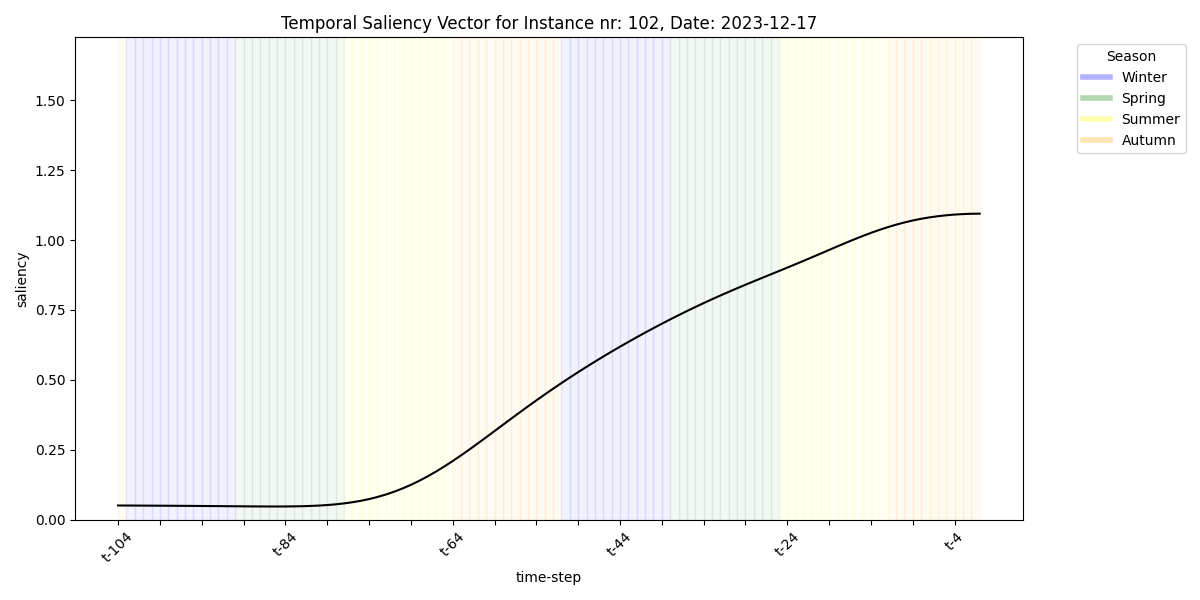 Temporal Saliency Vector for Instance nr: 102, Date: 2023-12-17
Season
Winter
Spring
Summer
Autumn
saliency
1.50
1.25
1.00
0.75
0.50
0.25
0.00
t-104
t-84
t-64
t-44
t-24
t-4
time-step